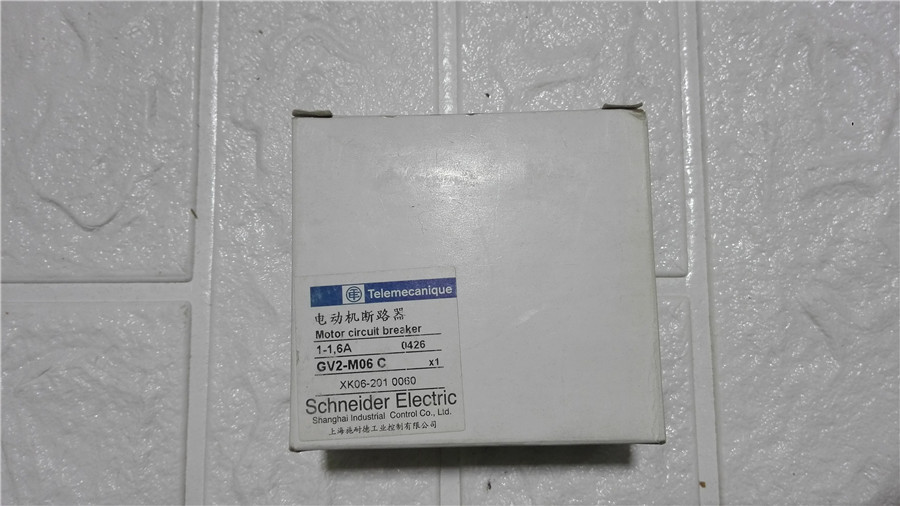 Telemecanique
电动机断路器
Motor circuit breaker
1-1,6A 0426
GV2-M06 C x1
XK06-201 0060
Schneider Electric
Shanghai Industrial Control Co., Ltd.
上海施耐德工业控制有限公司